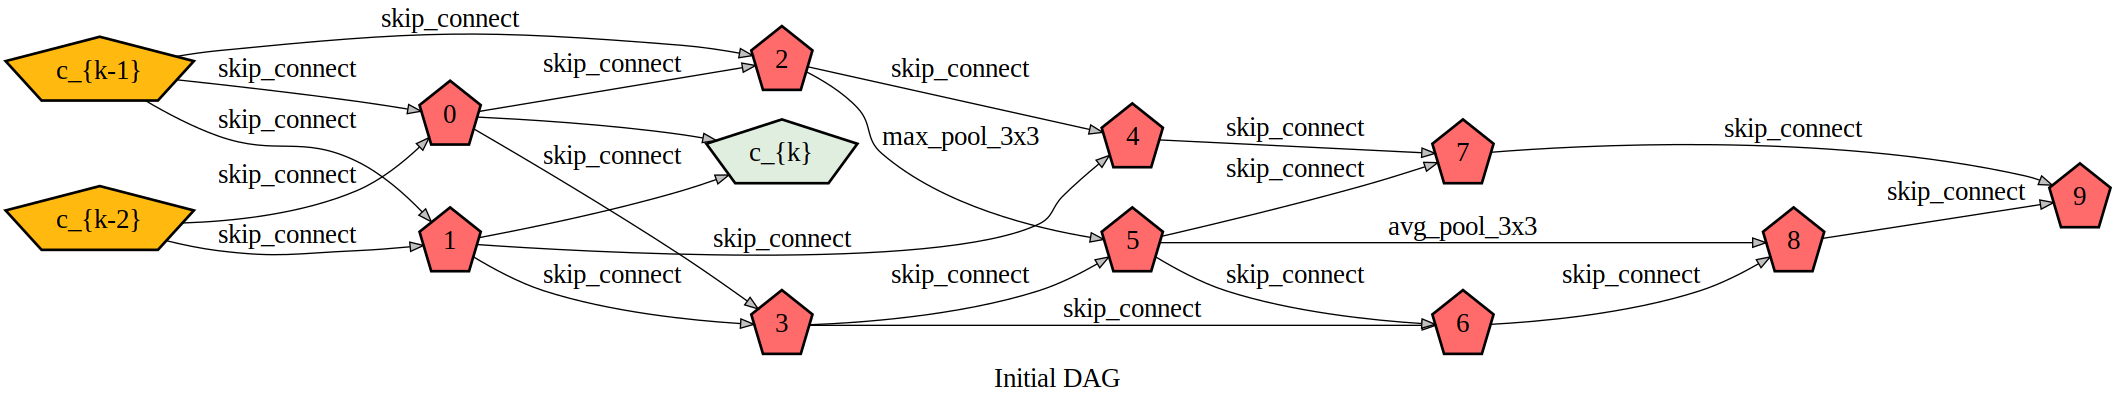 skip_connect
c_{k-1}
skip_connect
skip_connect
2
skip_connect
0
skip_connect
c_{k}
skip_connect
skip_connect
c_{k-2}
skip_connect
1
skip_connect
skip_connect
3
skip_connect
max_pool_3x3
4
skip_connect
5
skip_connect
skip_connect
skip_connect
7
avg_pool_3x3
skip_connect
6
skip_connect
8
skip_connect
skip_connect
9
Initial DAG